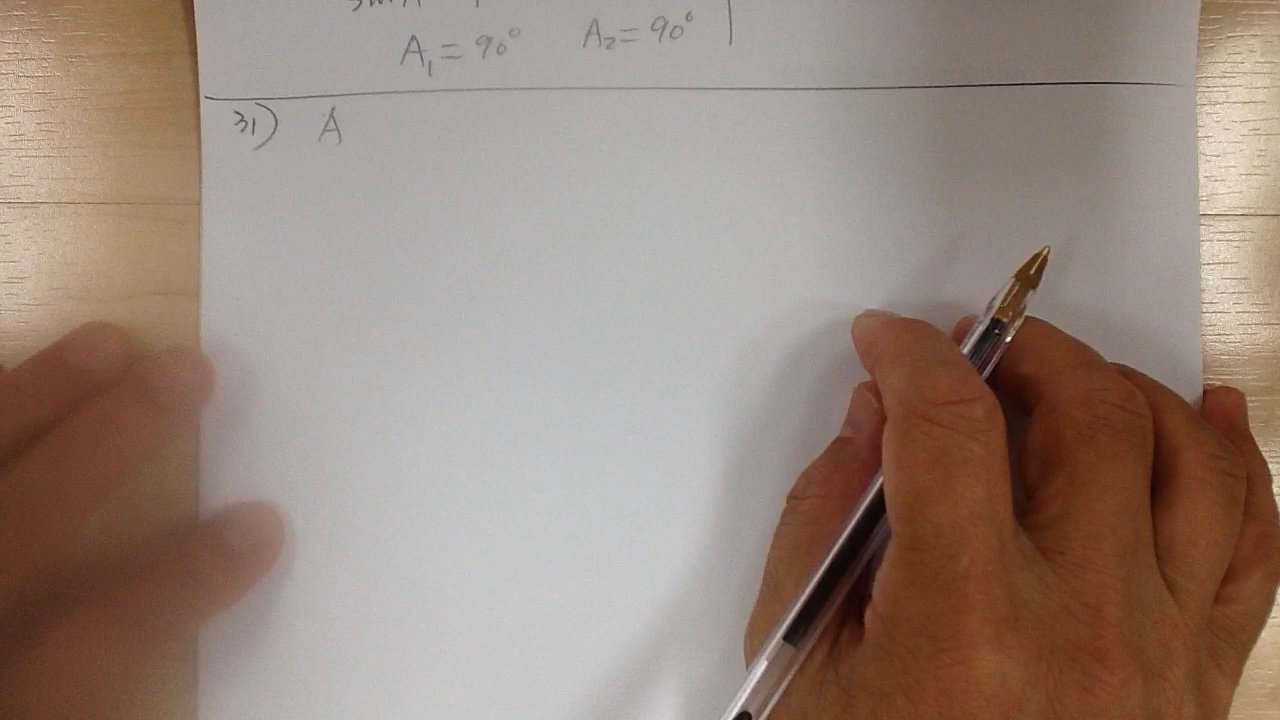 A₁ = 90° A₂ = 90°
31) A